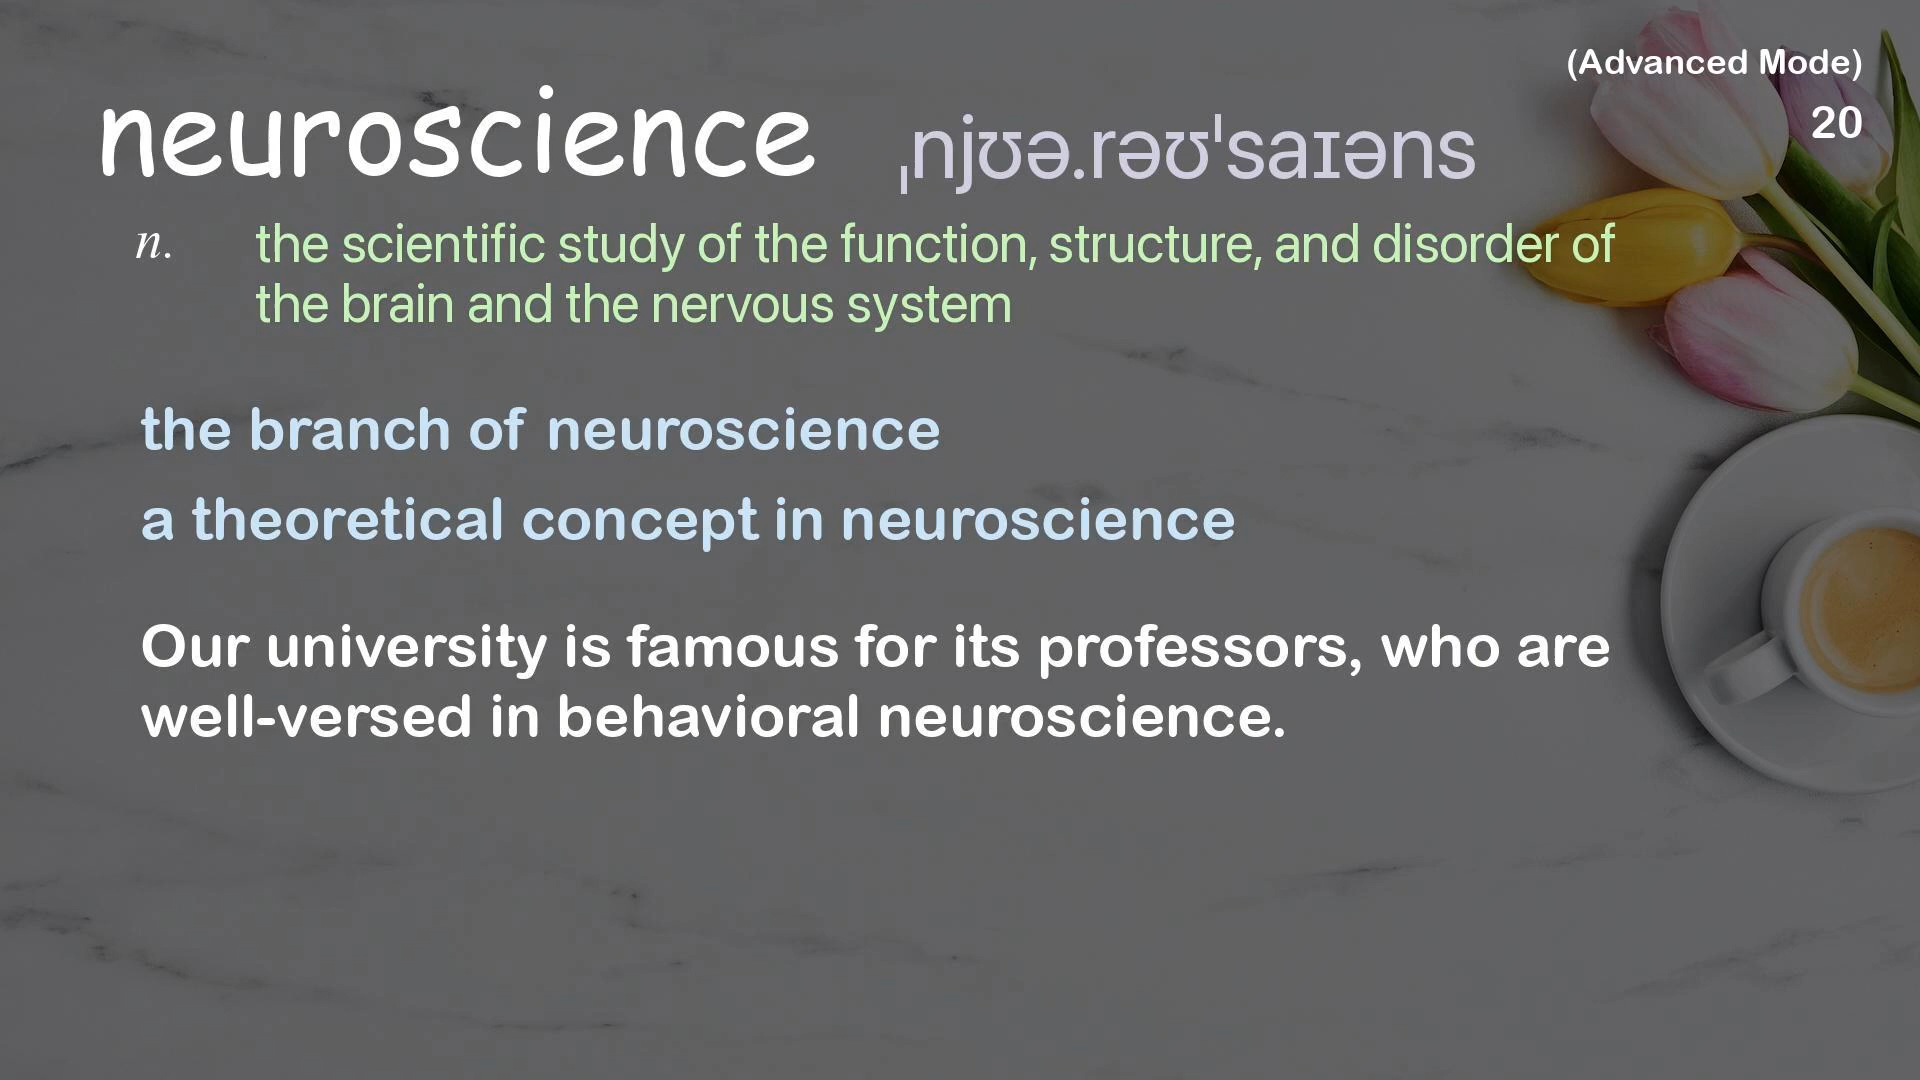 (Advanced Mode)
20
neuroscience ˌnjʊə.rəʊˈsaɪəns
n. the scientific study of the function, structure, and disorder of
the brain and the nervous system
the branch of neuroscience
a theoretical concept in neuroscience
Our university is famous for its professors, who are
well-versed in behavioral neuroscience.